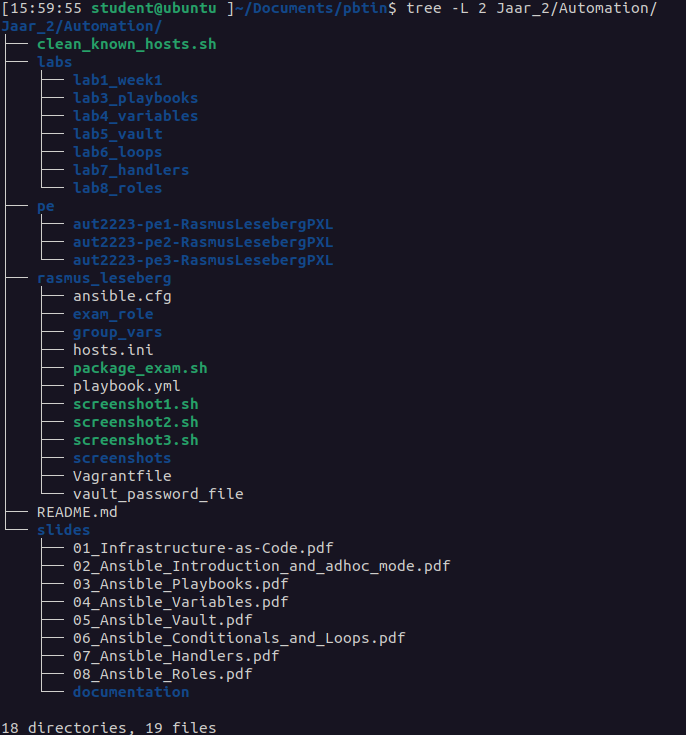 [15:59:55 student@ubuntu ]~/Documents/pbtin$ tree -L 2 Jaar_2/Automation/
Jaar_2/Automation/
├── clean_known_hosts.sh
├── labs
│   ├── lab1_week1
│   ├── lab3_playbooks
│   ├── lab4_variables
│   ├── lab5_vault
│   ├── lab6_loops
│   ├── lab7_handlers
│   └── lab8_roles
├── pe
│   ├── aut2223-pe1-RasmusLesebergPXL
│   ├── aut2223-pe2-RasmusLesebergPXL
│   └── aut2223-pe3-RasmusLesebergPXL
├── rasmus_leseberg
│   ├── ansible.cfg
│   ├── exam_role
│   ├── group_vars
│   ├── hosts.ini
│   ├── package_exam.sh
│   ├── playbook.yml
│   ├── screenshot1.sh
│   ├── screenshot2.sh
│   ├── screenshot3.sh
│   ├── screenshots
│   ├── Vagrantfile
│   └── vault_password_file
├── README.md
└── slides
    ├── 01_Infrastructure-as-Code.pdf
    ├── 02_Ansible_Introduction_and_adhoc_mode.pdf
    ├── 03_Ansible_Playbooks.pdf
    ├── 04_Ansible_Variables.pdf
    ├── 05_Ansible_Vault.pdf
    ├── 06_Ansible_Conditionals_and_Loops.pdf
    ├── 07_Ansible_Handlers.pdf
    ├── 08_Ansible_Roles.pdf
    └── documentation
18 directories, 19 files